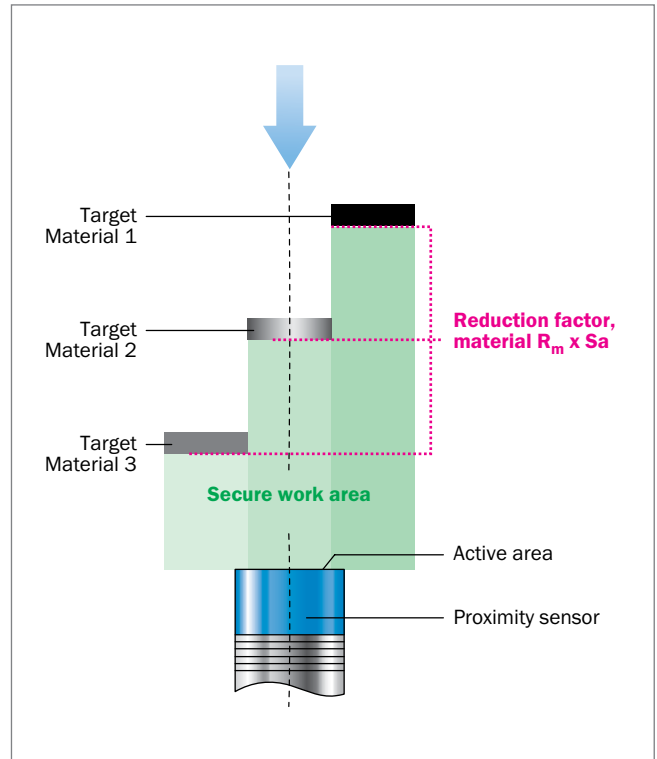 Target
Material 1
Target
Material 2
Reduction factor,
material Rm x Sa
Target
Material 3
Secure work area
Active area
Proximity sensor